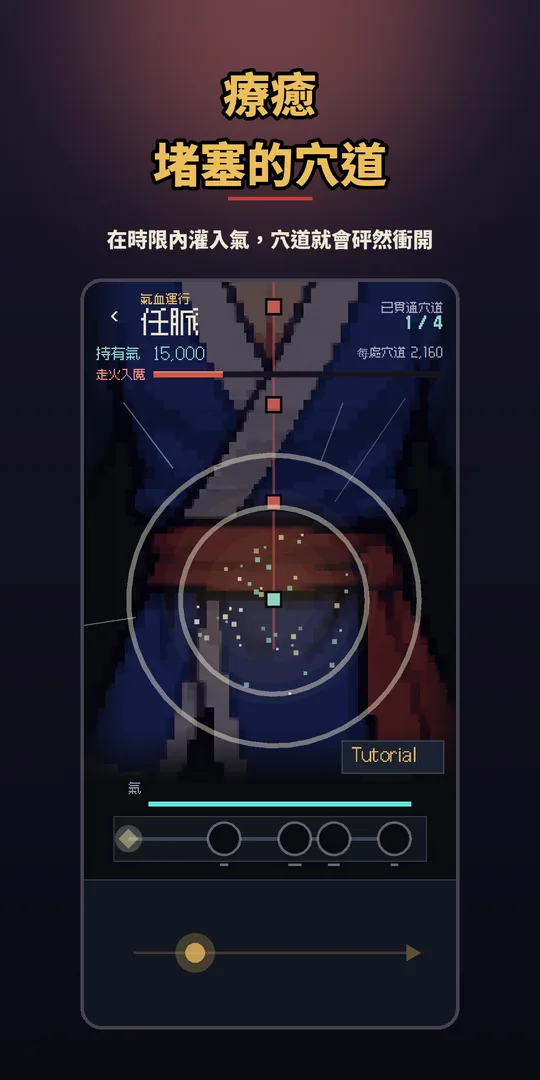 療癒
堵塞的穴道
在時限內灌入氣，穴道就會砰然衝開
氣血運行
任脈
已貫通穴道
1 / 4
持有氣 15,000
每處穴道 2,160
走火入魔
Tutorial
氣